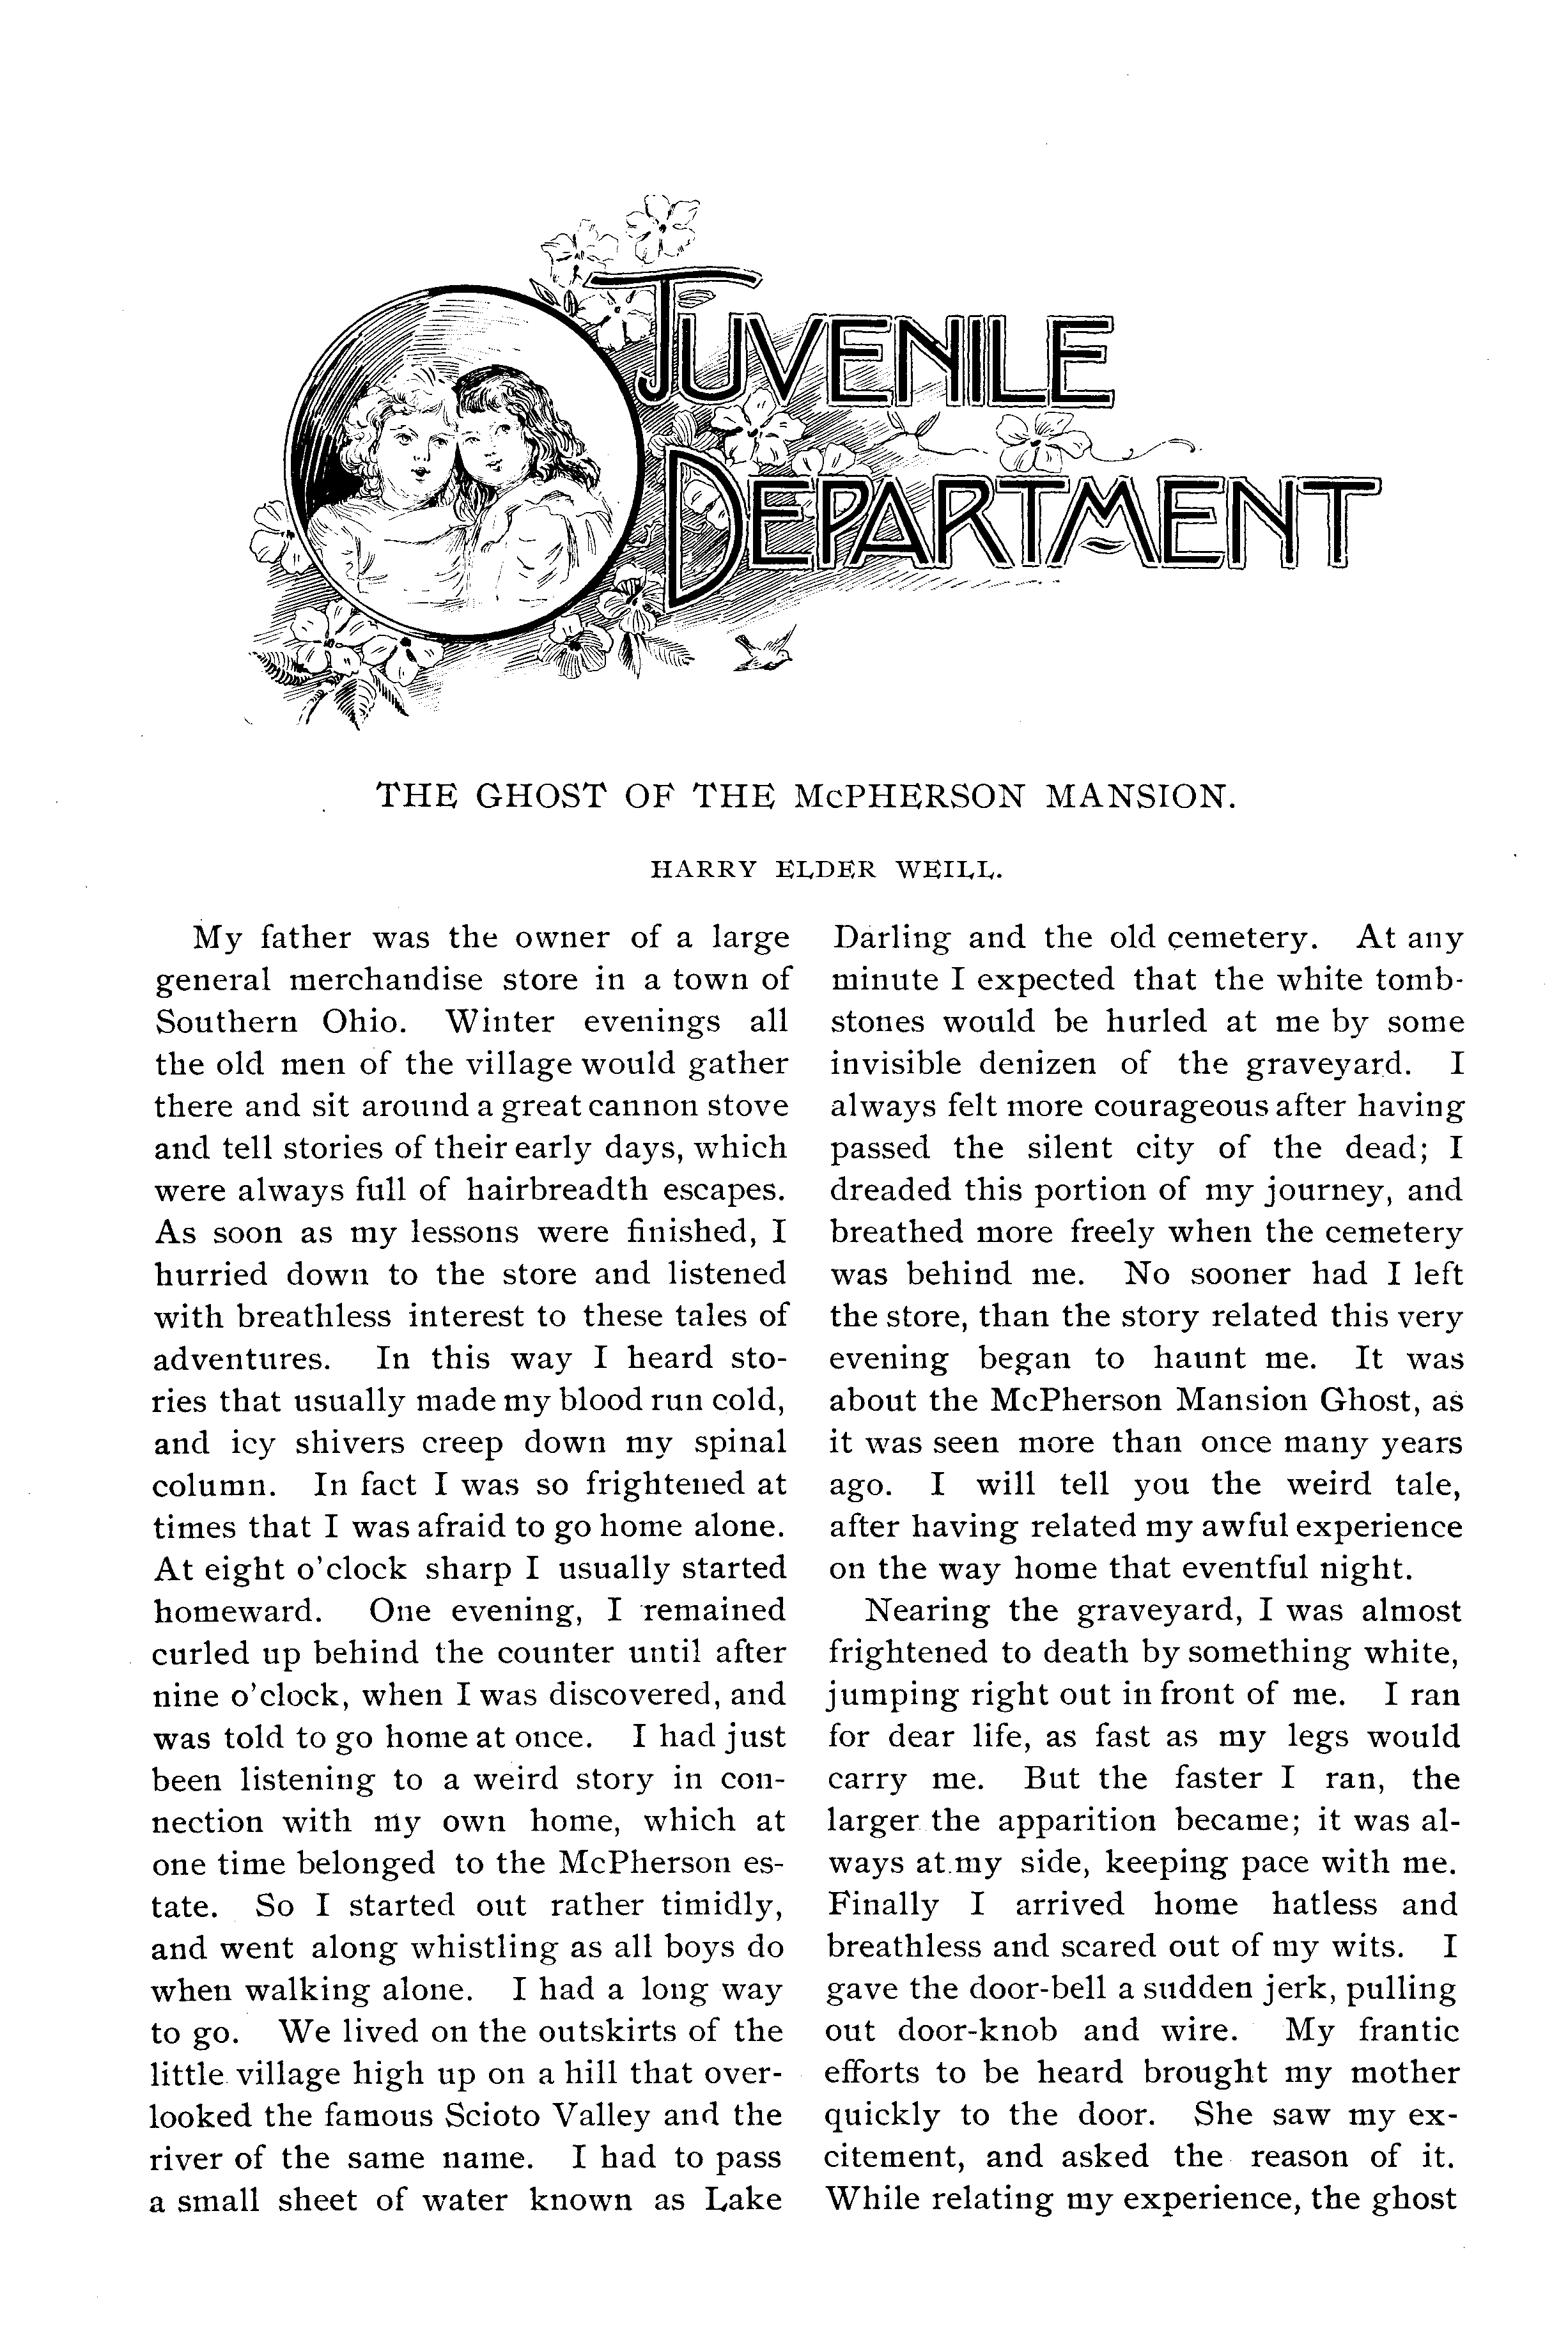 JUVENILE
DEPARTMENT
THE GHOST OF THE McPHERSON MANSION.
HARRY ELDER WEILL.
My father was the owner of a large
general merchandise store in a town of
Southern Ohio. Winter evenings all
the old men of the village would gather
there and sit around a great cannon stove
and tell stories of their early days, which
were always full of hairbreadth escapes.
As soon as my lessons were finished, I
hurried down to the store and listened
with breathless interest to these tales of
adventures. In this way I heard sto-
ries that usually made my blood run cold,
and icy shivers creep down my spinal
column. In fact I was so frightened at
times that I was afraid to go home alone.
At eight o'clock sharp I usually started
homeward. One evening, I remained
curled up behind the counter until after
nine o'clock, when I was discovered, and
was told to go home at once. I had just
been listening to a weird story in con-
nection with my own home, which at
one time belonged to the McPherson es-
tate. So I started out rather timidly,
and went along whistling as all boys do
when walking alone. I had a long way
to go. We lived on the outskirts of the
little village high up on a hill that over-
looked the famous Scioto Valley and the
river of the same name. I had to pass
a small sheet of water known as Lake
Darling and the old cemetery. At any
minute I expected that the white tomb-
stones would be hurled at me by some
invisible denizen of the graveyard. I
always felt more courageous after having
passed the silent city of the dead; I
dreaded this portion of my journey, and
breathed more freely when the cemetery
was behind me. No sooner had I left
the store, than the story related this very
evening began to haunt me. It was
about the McPherson Mansion Ghost, as
it was seen more than once many years
ago. I will tell you the weird tale,
after having related my awful experience
on the way home that eventful night.
Nearing the graveyard, I was almost
frightened to death by something white,
jumping right out in front of me. I ran
for dear life, as fast as my legs would
carry me. But the faster I ran, the
larger the apparition became; it was al-
ways at my side, keeping pace with me.
Finally I arrived home hatless and
breathless and scared out of my wits. I
gave the door-bell a sudden jerk, pulling
out door-knob and wire. My frantic
efforts to be heard brought my mother
quickly to the door. She saw my ex-
citement, and asked the reason of it.
While relating my experience, the ghost